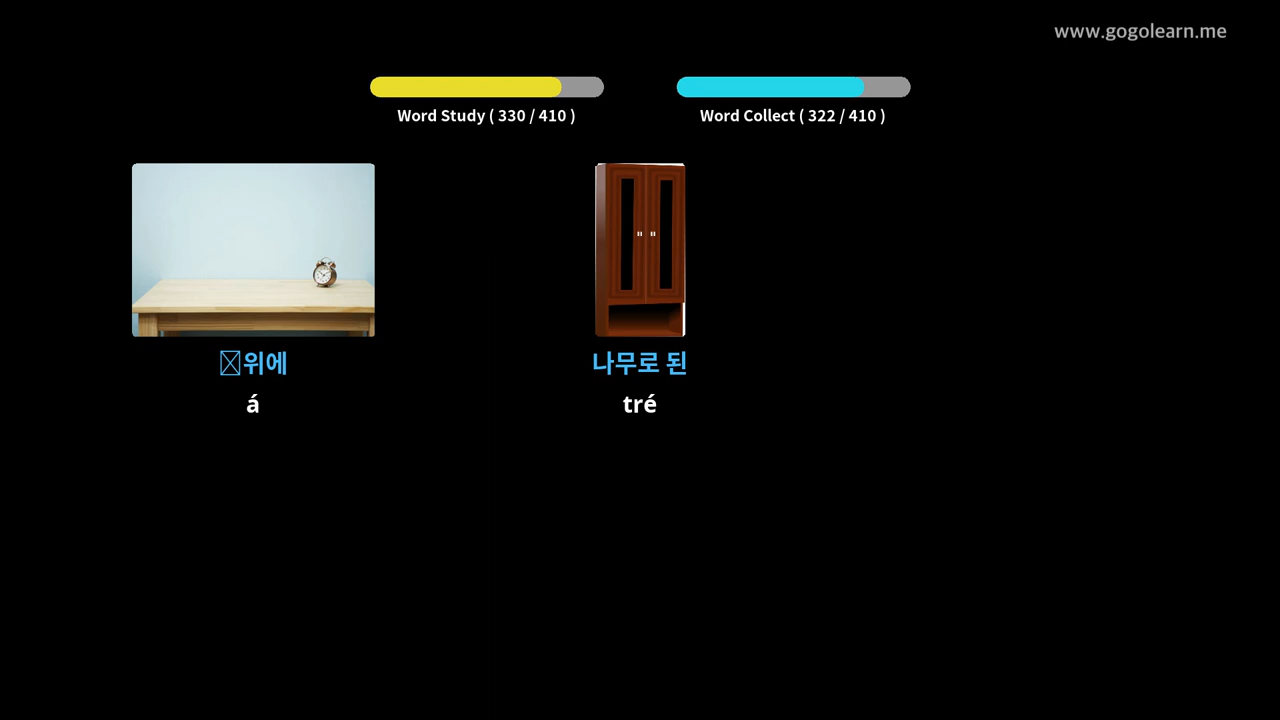 www.gogolearn.me
Word Study ( 330 / 410 )
Word Collect ( 322 / 410 )
위에
나무로 된
á
tré